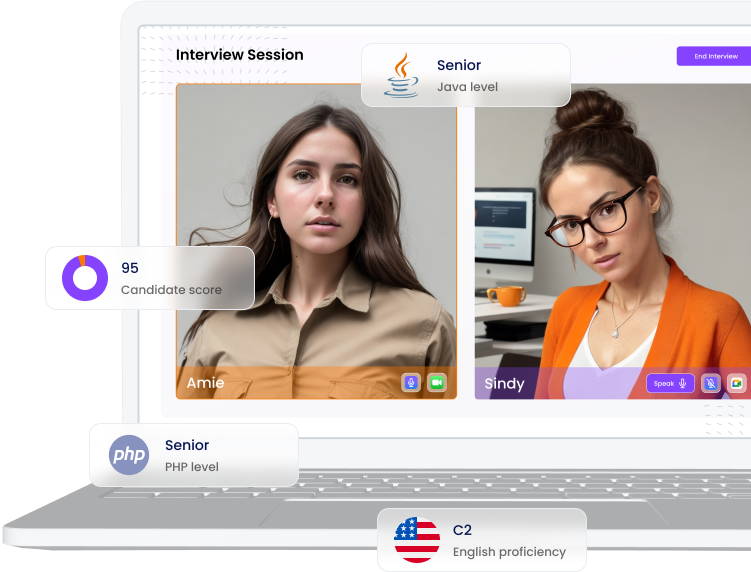 Interview Session
Senior
Java level
End Interview
95
Candidate score
Amie
Sindy
Speak
php
Senior
PHP level
C2
English proficiency